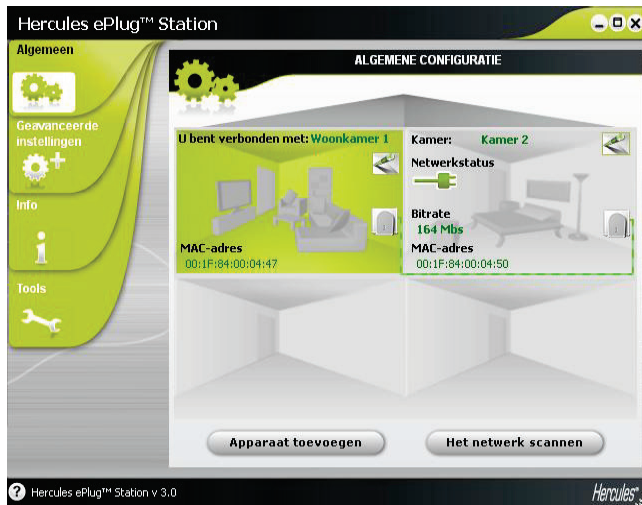 Hercules ePlug™ Station
Algemeen
Geavanceerde
instellingen
Info
Tools
ALGEMENE CONFIGURATIE
U bent verbonden met: Woonkamer 1
MAC-adres
00:1F:84:00:04:47
Kamer: Kamer 2
Netwerkstatus
Bitrate
164 Mbs
MAC-adres
00:1F:84:00:04:50
Apparaat toevoegen
Het netwerk scannen
? Hercules ePlug™ Station v 3.0
Hercules®